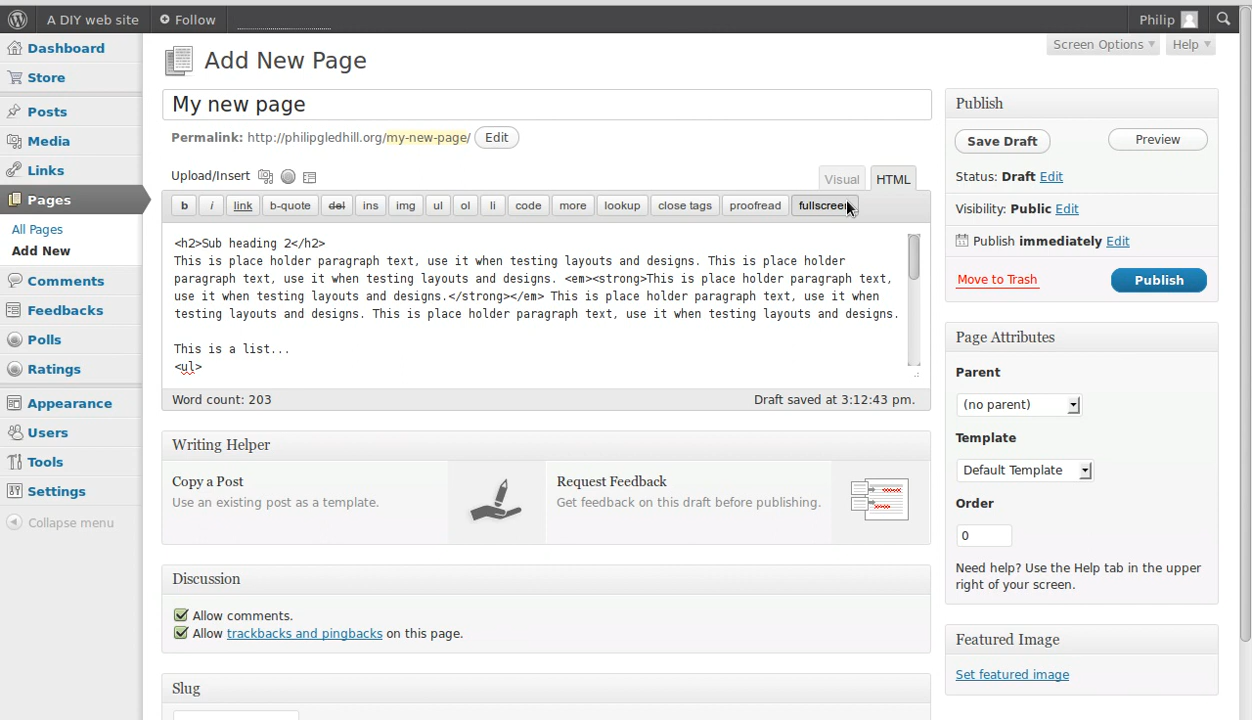 A DIY web site
Follow
Philip
Dashboard
Store
Posts
Media
Links
Pages
All Pages
Add New
Comments
Feedbacks
Polls
Ratings
Appearance
Users
Tools
Settings
Collapse menu
Screen Options
Help
Add New Page
My new page
Permalink: http://philipgledhill.org/my-new-page/ Edit
Upload/Insert
Visual
HTML
b i link b-quote del ins img ul ol li code more lookup close tags proofread fullscreen
<h2>Sub heading 2</h2>
This is place holder paragraph text, use it when testing layouts and designs. This is place holder
paragraph text, use it when testing layouts and designs. <em><strong>This is place holder paragraph text,
use it when testing layouts and designs.</strong></em> This is place holder paragraph text, use it when
testing layouts and designs. This is place holder paragraph text, use it when testing layouts and designs.
This is a list...
<ul>
Word count: 203
Draft saved at 3:12:43 pm.
Writing Helper
Copy a Post
Use an existing post as a template.
Request Feedback
Get feedback on this draft before publishing.
Discussion
Allow comments.
Allow trackbacks and pingbacks on this page.
Slug
Publish
Save Draft
Preview
Status: Draft Edit
Visibility: Public Edit
Publish immediately Edit
Move to Trash
Publish
Page Attributes
Parent
(no parent)
Template
Default Template
Order
0
Need help? Use the Help tab in the upper
right of your screen.
Featured Image
Set featured image